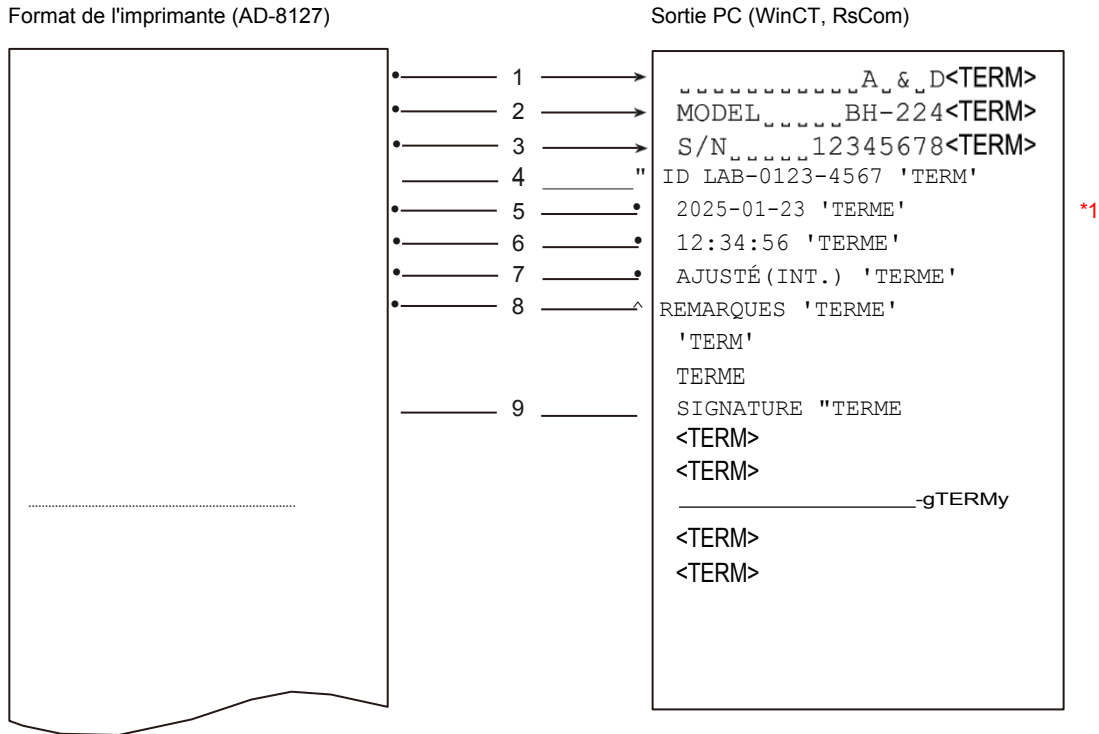 Format de l'imprimante (AD-8127)
Sortie PC (WinCT, RsCom)
1 ␣␣␣␣␣␣␣␣␣␣␣A␣&␣D<TERM>
2 MODEL␣␣␣␣␣BH-224<TERM>
3 S/N␣␣␣␣␣12345678<TERM>
4 " ID LAB-0123-4567 'TERM'
5 2025-01-23 'TERME' *1
6 12:34:56 'TERME'
7 AJUSTÉ(INT.) 'TERME'
8 ^ REMARQUES 'TERME'
'TERM'
TERME
9 SIGNATURE "TERME
<TERM>
<TERM>
-gTERMy
<TERM>
<TERM>